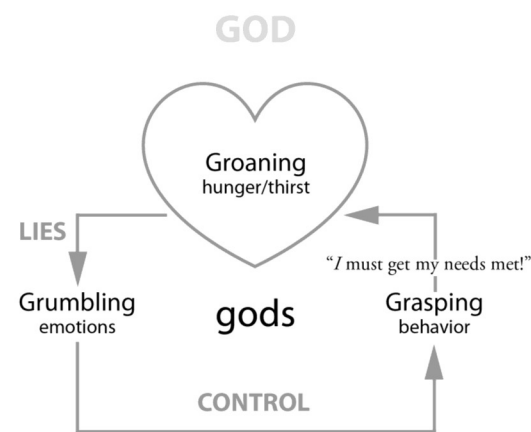 GOD
Groaning
hunger/thirst
LIES
“I must get my needs met!”
Grumbling
emotions
gods
Grasping
behavior
CONTROL